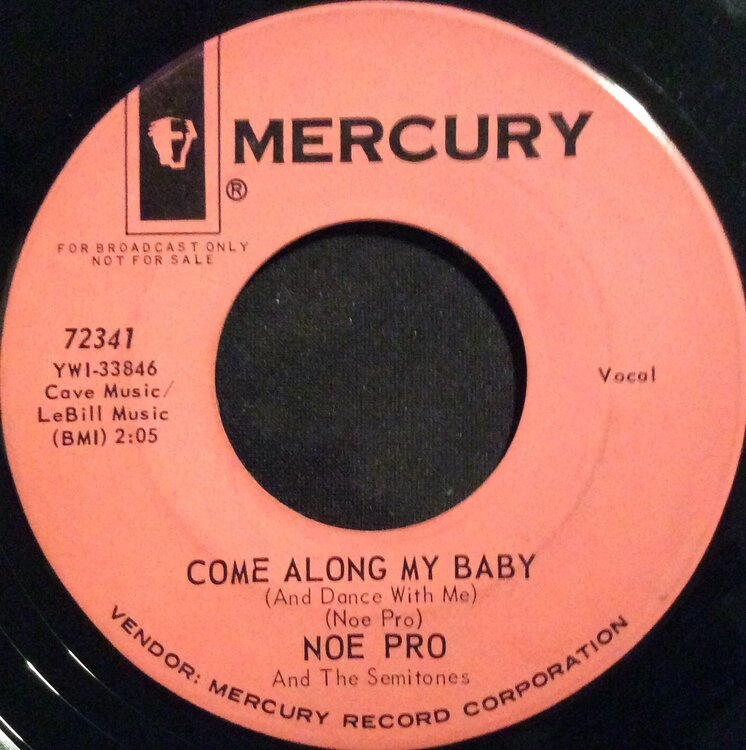 MERCURY
®
FOR BROADCAST ONLY
NOT FOR SALE
72341
YW1-33846
Cave Music/
LeBill Music
(BMI) 2:05
Vocal
COME ALONG MY BABY
(And Dance With Me)
(Noe Pro)
NOE PRO
And The Semitones
VENDOR: MERCURY RECORD CORPORATION